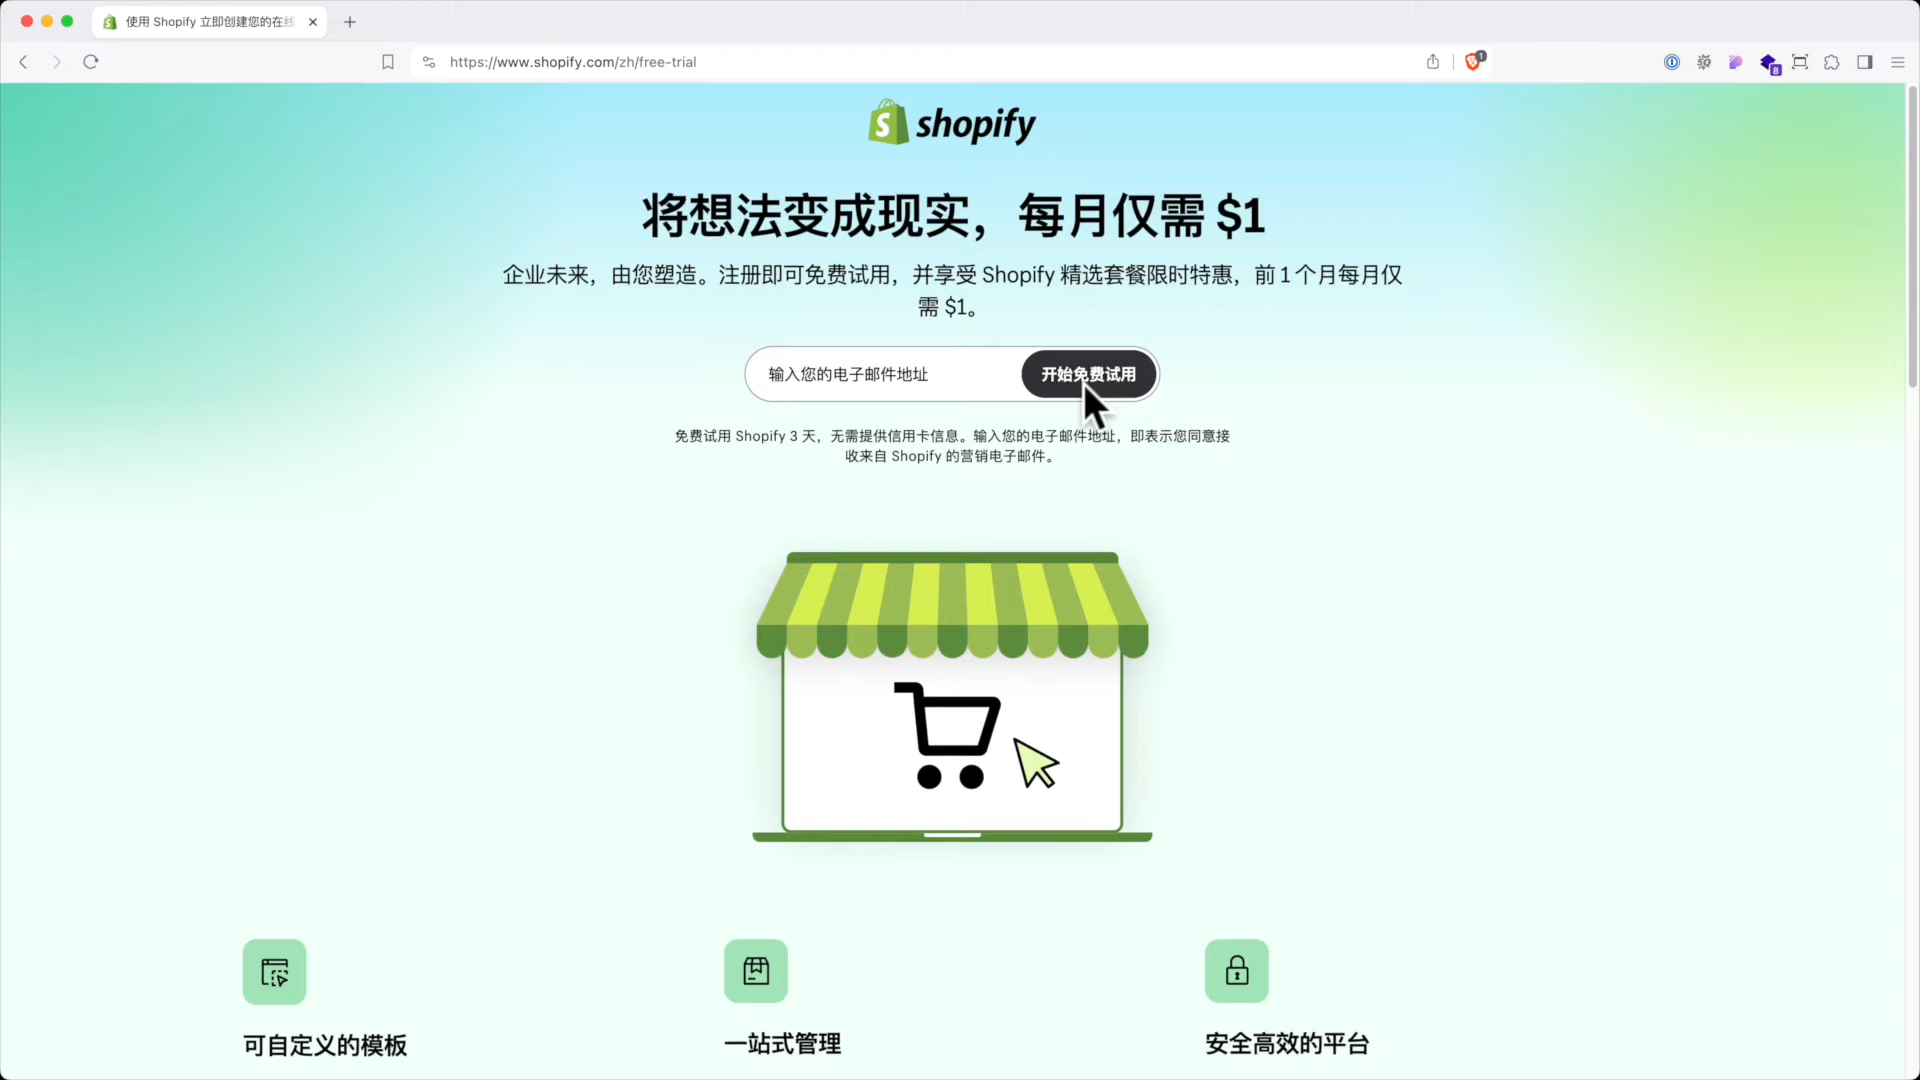 使用 Shopify 立即创建您的在线
https://www.shopify.com/zh/free-trial
1
8
shopify
将想法变成现实，每月仅需 $1
企业未来，由您塑造。注册即可免费试用，并享受 Shopify 精选套餐限时特惠，前 1 个月每月仅
需 $1。
输入您的电子邮件地址
开始免费试用
免费试用 Shopify 3 天，无需提供信用卡信息。输入您的电子邮件地址，即表示您同意接
收来自 Shopify 的营销电子邮件。
可自定义的模板
一站式管理
安全高效的平台